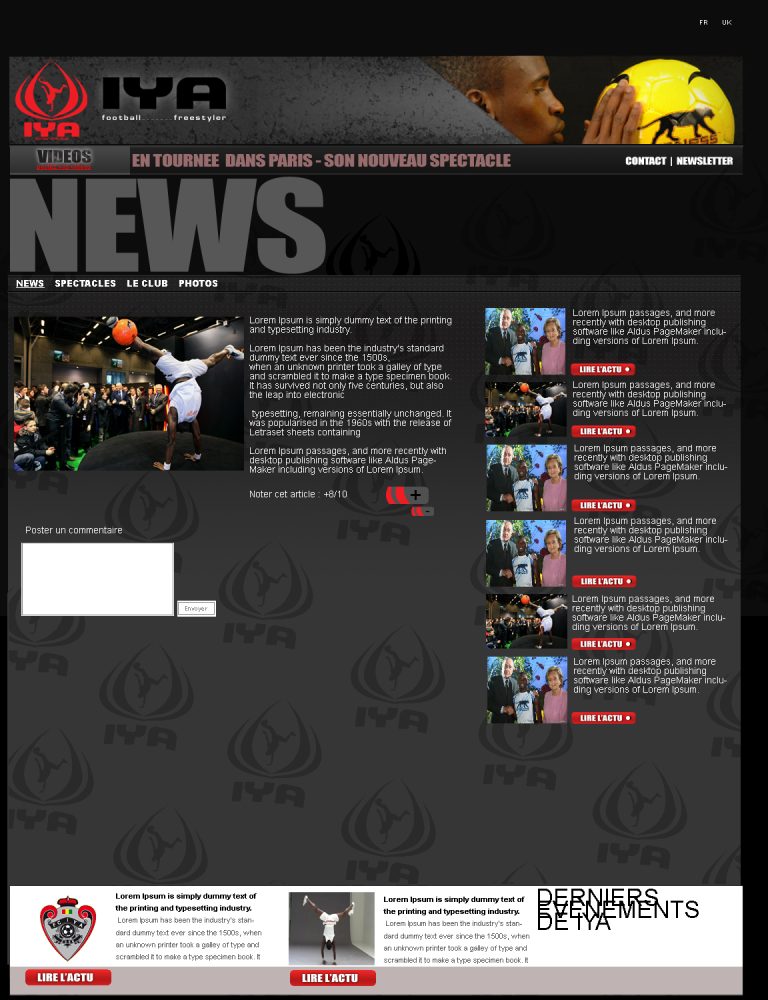 FR UK
IYA
football freestyler
IYA
VIDEOS
EN TOURNEE DANS PARIS - SON NOUVEAU SPECTACLE
CONTACT | NEWSLETTER
NEWS
NEWS SPECTACLES LE CLUB PHOTOS
Lorem Ipsum is simply dummy text of the printing
and typesetting industry.
Lorem Ipsum has been the industry's standard
dummy text ever since the 1500s,
when an unknown printer took a galley of type
and scrambled it to make a type specimen book.
It has survived not only five centuries, but also
the leap into electronic
typesetting, remaining essentially unchanged. It
was popularised in the 1960s with the release of
Letraset sheets containing
Lorem Ipsum passages, and more recently with
desktop publishing software like Aldus Page-
Maker including versions of Lorem Ipsum.
Noter cet article : +8/10
+
-
Poster un commentaire
Envoyer
Lorem Ipsum passages, and more
recently with desktop publishing
software like Aldus PageMaker inclu-
ding versions of Lorem Ipsum.
LIRE L'ACTU
Lorem Ipsum passages, and more
recently with desktop publishing
software like Aldus PageMaker inclu-
ding versions of Lorem Ipsum.
LIRE L'ACTU
Lorem Ipsum passages, and more
recently with desktop publishing
software like Aldus PageMaker inclu-
ding versions of Lorem Ipsum.
LIRE L'ACTU
Lorem Ipsum passages, and more
recently with desktop publishing
software like Aldus PageMaker inclu-
ding versions of Lorem Ipsum.
LIRE L'ACTU
Lorem Ipsum passages, and more
recently with desktop publishing
software like Aldus PageMaker inclu-
ding versions of Lorem Ipsum.
LIRE L'ACTU
Lorem Ipsum passages, and more
recently with desktop publishing
software like Aldus PageMaker inclu-
ding versions of Lorem Ipsum.
LIRE L'ACTU
Lorem Ipsum is simply dummy text of
the printing and typesetting industry.
Lorem Ipsum has been the industry's stan-
dard dummy text ever since the 1500s, when
an unknown printer took a galley of type and
scrambled it to make a type specimen book. It
LIRE L'ACTU
Lorem Ipsum is simply dummy text of
the printing and typesetting industry.
Lorem Ipsum has been the industry's stan-
dard dummy text ever since the 1500s, when
an unknown printer took a galley of type and
scrambled it to make a type specimen book. It
LIRE L'ACTU
DERNIERS
EVENEMENTS
DE IYA